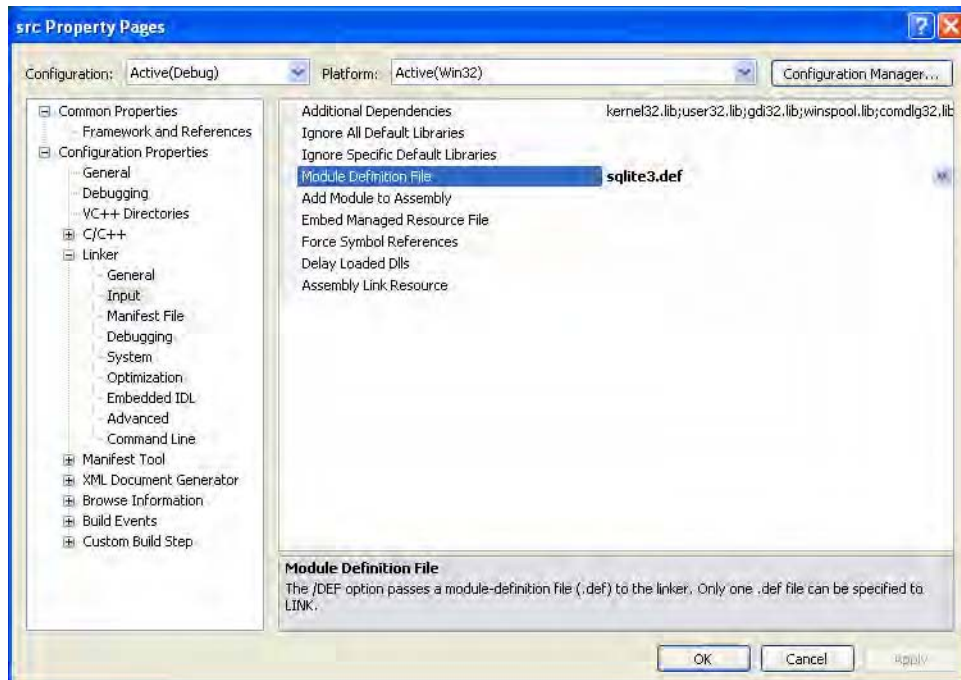 src Property Pages
Configuration: Active(Debug) Platform: Active(Win32) Configuration Manager...
Common Properties
Framework and References
Configuration Properties
General
Debugging
VC++ Directories
C/C++
Linker
General
Input
Manifest File
Debugging
System
Optimization
Embedded IDL
Advanced
Command Line
Manifest Tool
XML Document Generator
Browse Information
Build Events
Custom Build Step
Additional Dependencies kernel32.lib;user32.lib;gdi32.lib;winspool.lib;comdlg32.lib
Ignore All Default Libraries
Ignore Specific Default Libraries
Module Definition File sqlite3.def
Add Module to Assembly
Embed Managed Resource File
Force Symbol References
Delay Loaded Dlls
Assembly Link Resource
Module Definition File
The /DEF option passes a module-definition file (.def) to the linker. Only one .def file can be specified to
LINK.
OK Cancel Apply